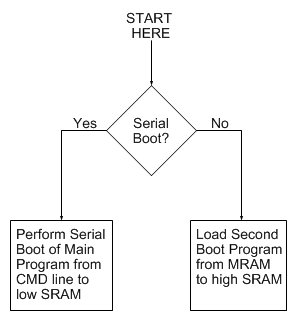 START
HERE
Serial
Boot?
Yes
No
Perform Serial
Boot of Main
Program from
CMD line to
low SRAM
Load Second
Boot Program
from MRAM
to high SRAM